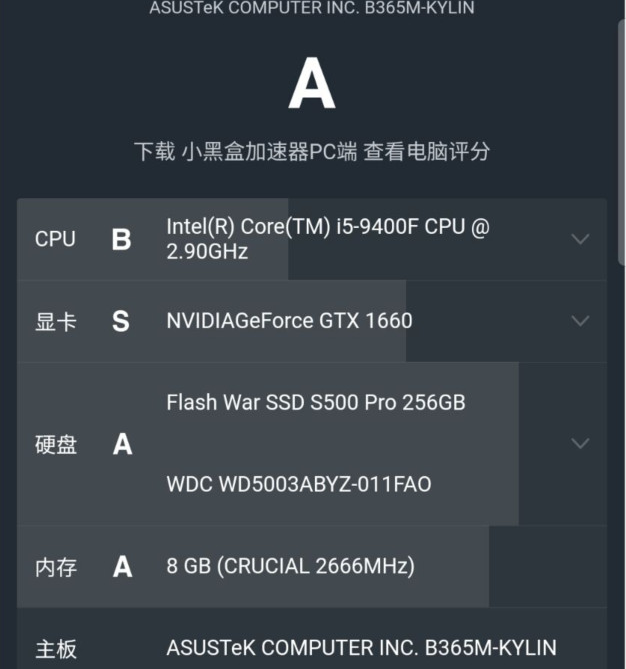 ASUSTeK COMPUTER INC. B365M-KYLIN
A
下载 小黑盒加速器PC端 查看电脑评分
CPU B Intel(R) Core(TM) i5-9400F CPU @
2.90GHz
显卡 S NVIDIAGeForce GTX 1660
Flash War SSD S500 Pro 256GB
硬盘 A
WDC WD5003ABYZ-011FAO
内存 A 8 GB (CRUCIAL 2666MHz)
主板 ASUSTeK COMPUTER INC. B365M-KYLIN